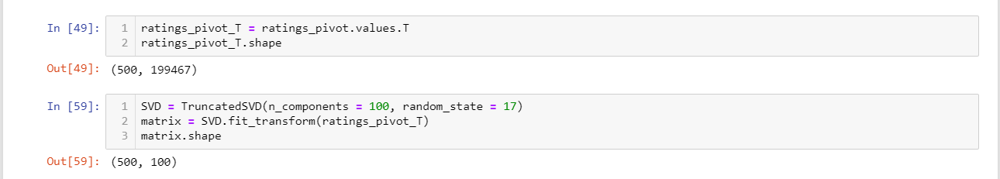 In [49]:
1 ratings_pivot_T = ratings_pivot.values.T
2 ratings_pivot_T.shape
Out[49]: (500, 199467)
In [59]:
1 SVD = TruncatedSVD(n_components = 100, random_state = 17)
2 matrix = SVD.fit_transform(ratings_pivot_T)
3 matrix.shape
Out[59]: (500, 100)